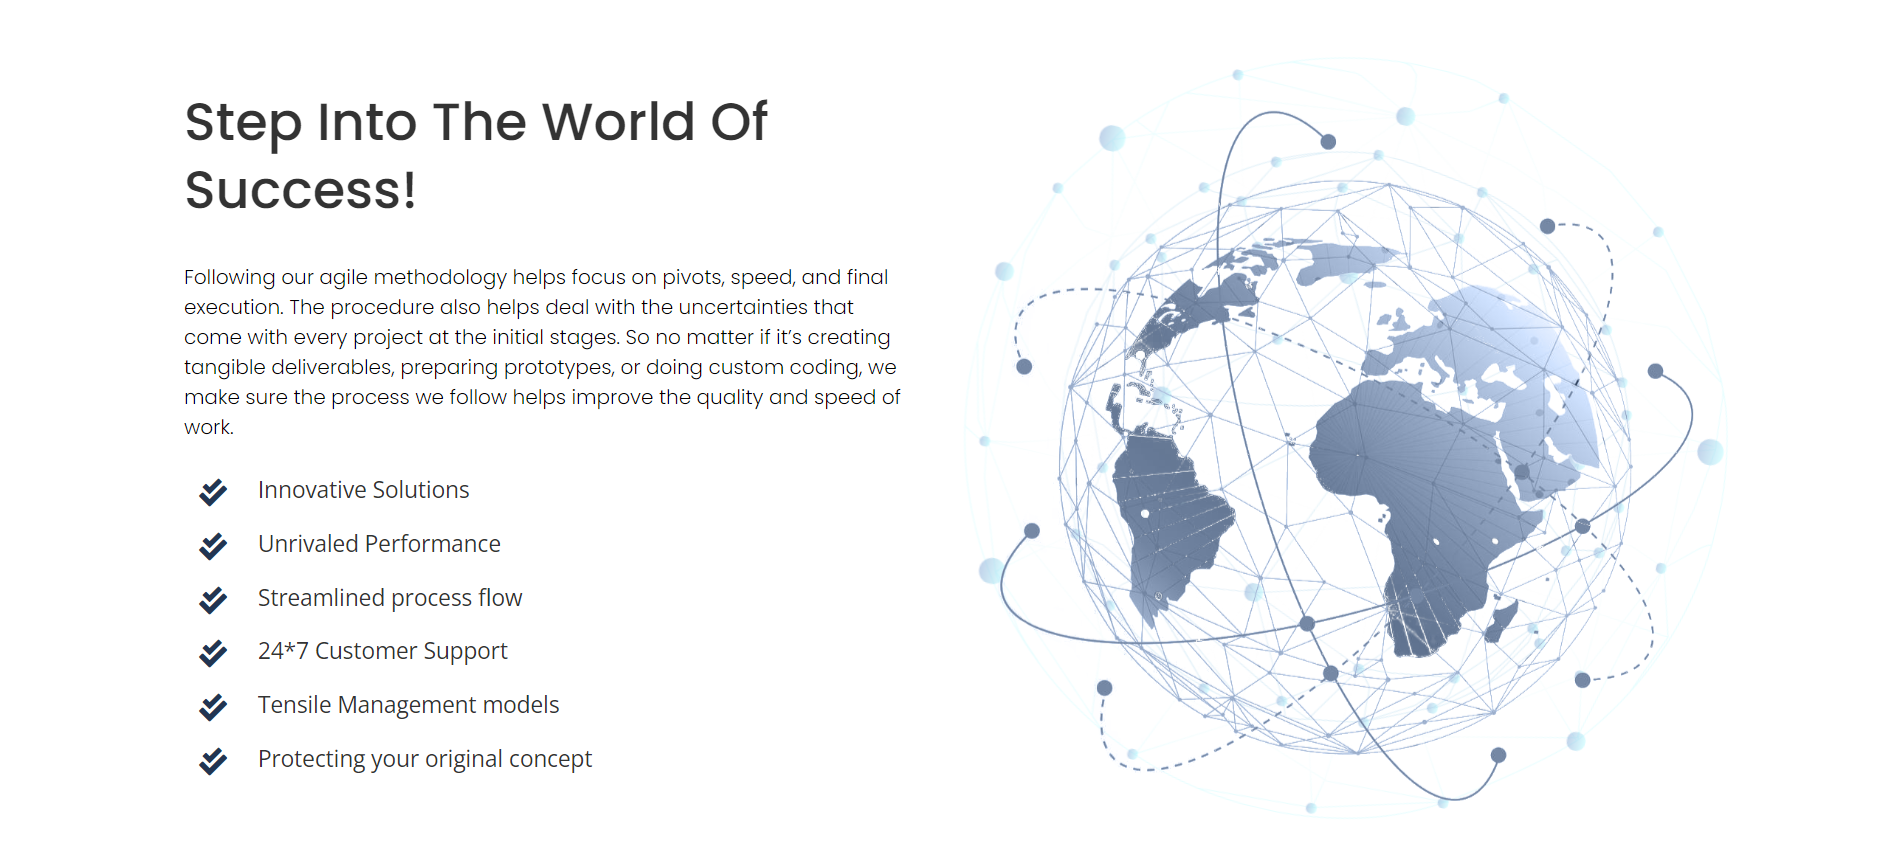 Step Into The World Of
Success!
Following our agile methodology helps focus on pivots, speed, and final
execution. The procedure also helps deal with the uncertainties that
come with every project at the initial stages. So no matter if it’s creating
tangible deliverables, preparing prototypes, or doing custom coding, we
make sure the process we follow helps improve the quality and speed of
work.
Innovative Solutions
Unrivaled Performance
Streamlined process flow
24*7 Customer Support
Tensile Management models
Protecting your original concept